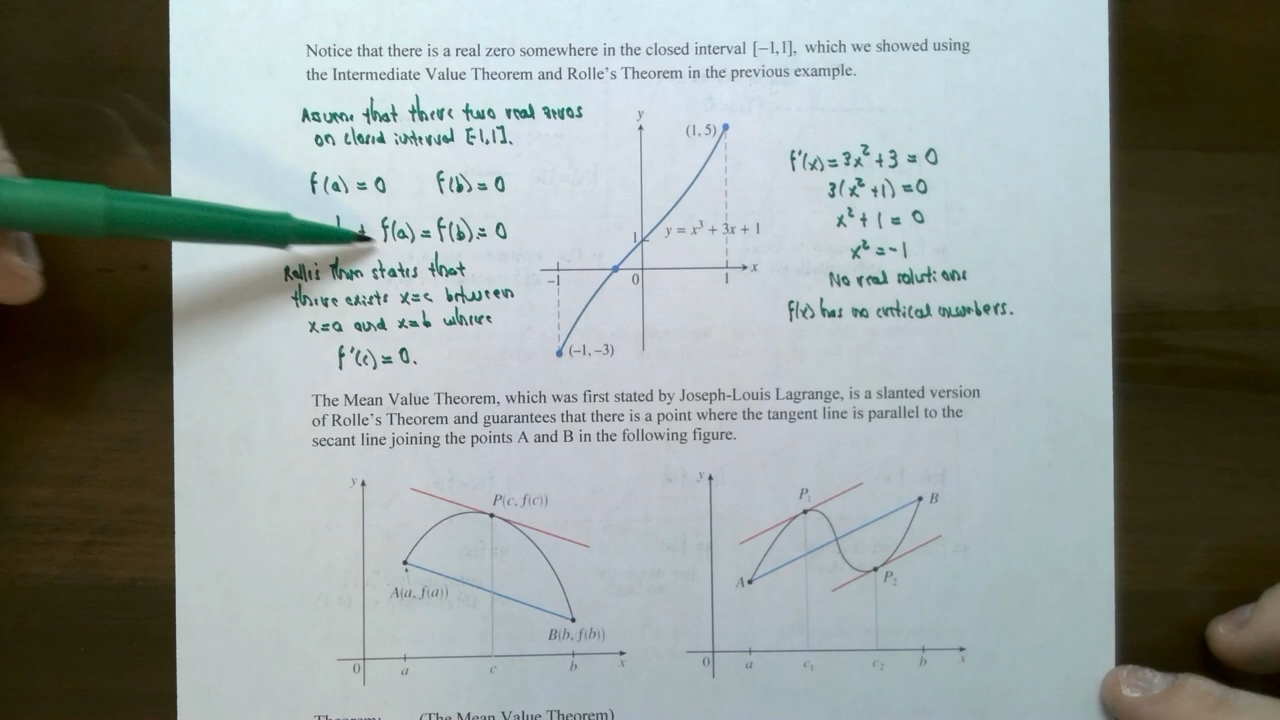 Notice that there is a real zero somewhere in the closed interval [−1,1], which we showed using
the Intermediate Value Theorem and Rolle's Theorem in the previous example.
Assume that there two real zeros
on closed interval [-1,1].
f(a) = 0 f(b) = 0
f(a) = f(b) = 0
Rolle's Thm states that
there exists x=c between
x=a and x=b where
f'(c) = 0.
y
(1, 5)
1
y = x³ + 3x + 1
−1
0
1
x
(−1, −3)
f'(x) = 3x² + 3 = 0
3(x² + 1) = 0
x² + 1 = 0
x² = -1
No real solutions
f(x) has no critical numbers.
The Mean Value Theorem, which was first stated by Joseph-Louis Lagrange, is a slanted version
of Rolle's Theorem and guarantees that there is a point where the tangent line is parallel to the
secant line joining the points A and B in the following figure.
y
P(c, f(c))
A(a, f(a))
B(b, f(b))
0
a
c
b
x
y
P₁
B
A
P₂
0
a
c₁
c₂
b
x
Theorem: (The Mean Value Theorem)